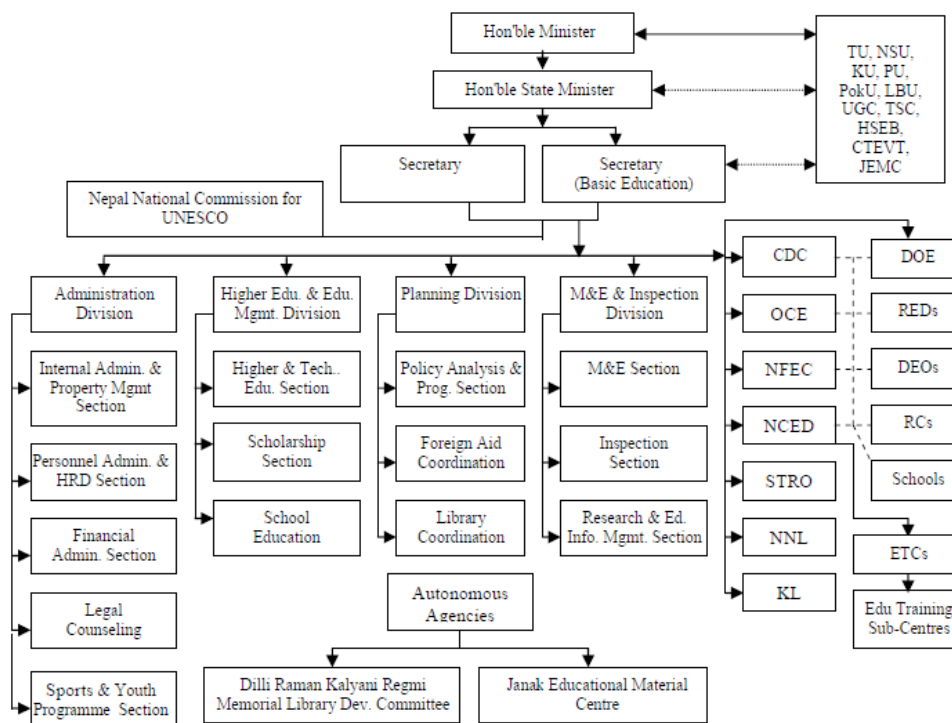 Hon'ble Minister
TU, NSU,
KU, PU,
PokU, LBU,
UGC, TSC,
HSEB,
CTEVT,
JEMC
Hon'ble State Minister
Secretary
Secretary
(Basic Education)
Nepal National Commission for
UNESCO
Administration
Division
Internal Admin. &
Property Mgmt
Section
Personnel Admin. &
HRD Section
Financial
Admin. Section
Legal
Counseling
Sports & Youth
Programme Section
Higher Edu. & Edu.
Mgmt. Division
Higher & Tech..
Edu. Section
Scholarship
Section
School
Education
Planning Division
Policy Analysis &
Prog. Section
Foreign Aid
Coordination
Library
Coordination
M&E & Inspection
Division
M&E Section
Inspection
Section
Research & Ed.
Info. Mgmt. Section
CDC
OCE
NFEC
NCED
STRO
NNL
KL
DOE
REDs
DEOs
RCs
Schools
ETCs
Edu Training
Sub-Centres
Autonomous
Agencies
Dilli Raman Kalyani Regmi
Memorial Library Dev. Committee
Janak Educational Material
Centre